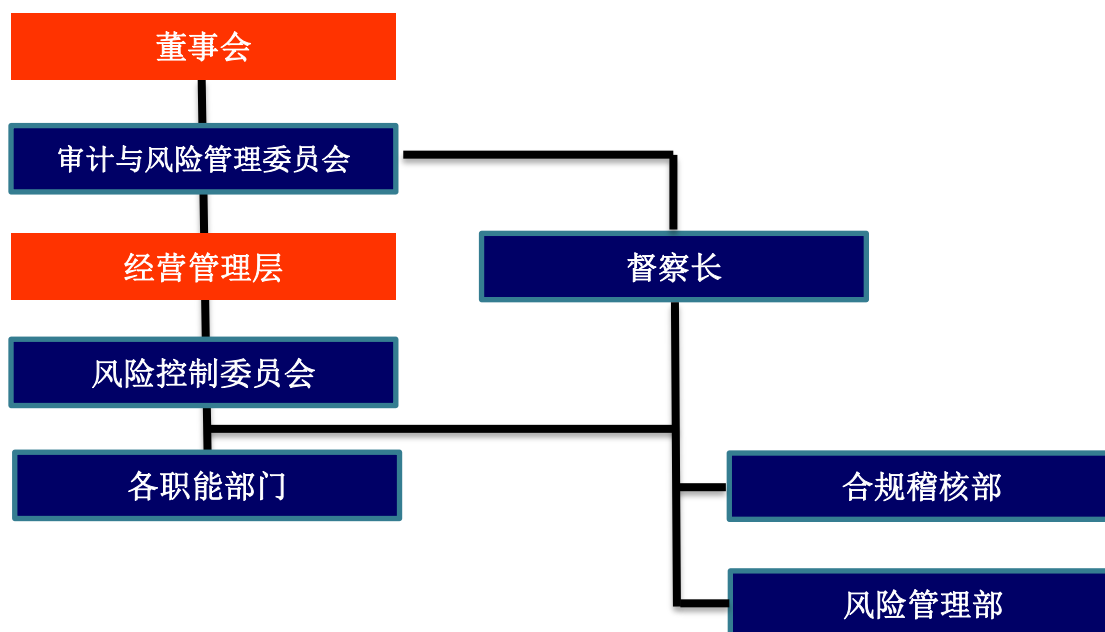 董事会
审计与风险管理委员会
经营管理层
督察长
风险控制委员会
各职能部门
合规稽核部
风险管理部